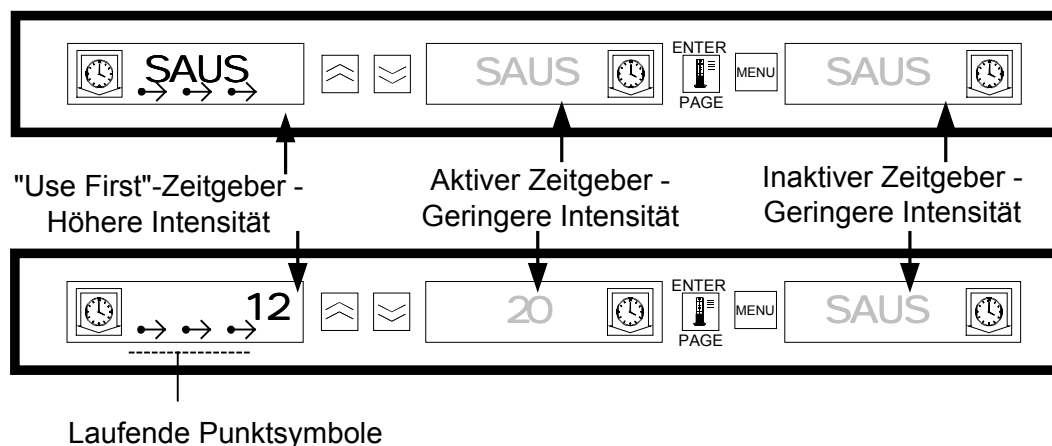 SAUS SAUS ENTER PAGE MENU SAUS
"Use First"-Zeitgeber -
Höhere Intensität
Aktiver Zeitgeber -
Geringere Intensität
Inaktiver Zeitgeber -
Geringere Intensität
12 20 ENTER PAGE MENU SAUS
Laufende Punktsymbole